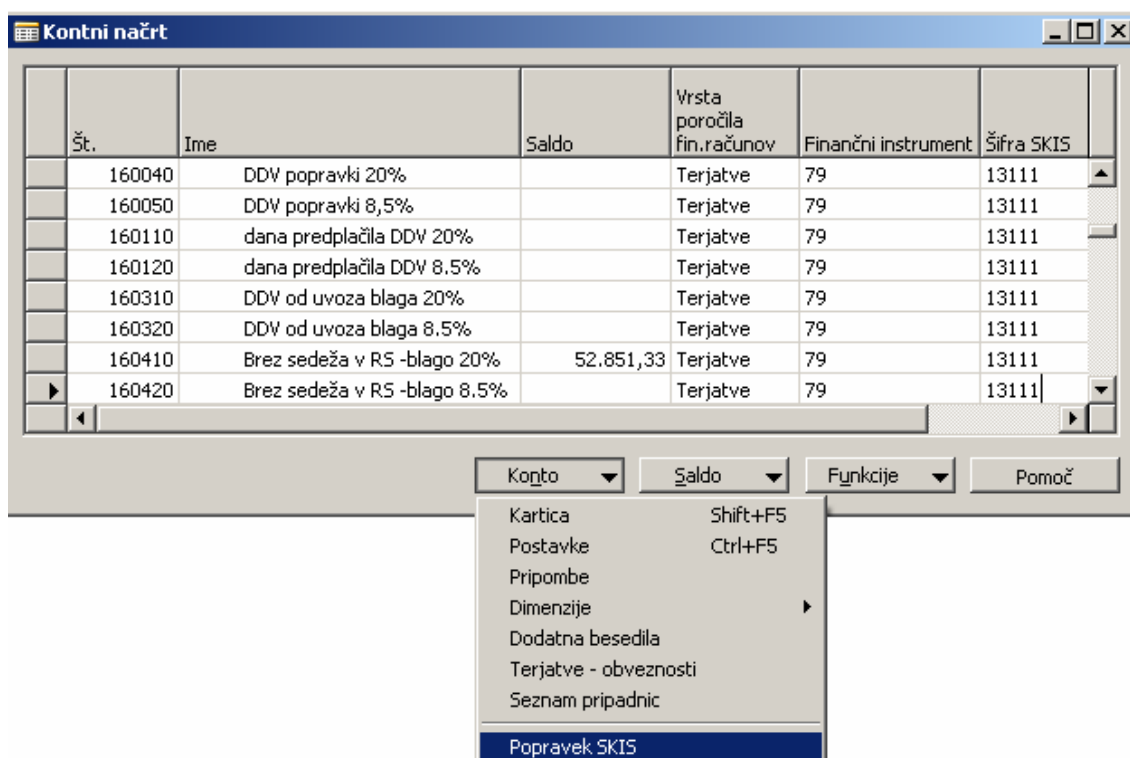 Kontni načrt
Št. Ime Saldo Vrsta poročila fin.računov Finančni instrument Šifra SKIS
160040 DDV popravki 20% Terjatve 79 13111
160050 DDV popravki 8,5% Terjatve 79 13111
160110 dana predplačila DDV 20% Terjatve 79 13111
160120 dana predplačila DDV 8.5% Terjatve 79 13111
160310 DDV od uvoza blaga 20% Terjatve 79 13111
160320 DDV od uvoza blaga 8.5% Terjatve 79 13111
160410 Brez sedeža v RS -blago 20% 52.851,33 Terjatve 79 13111
160420 Brez sedeža v RS -blago 8.5% Terjatve 79 13111
Konto Saldo Funkcije Pomoč
Kartica Shift+F5
Postavke Ctrl+F5
Pripombe
Dimenzije
Dodatna besedila
Terjatve - obveznosti
Seznam pripadnic
Popravek SKIS